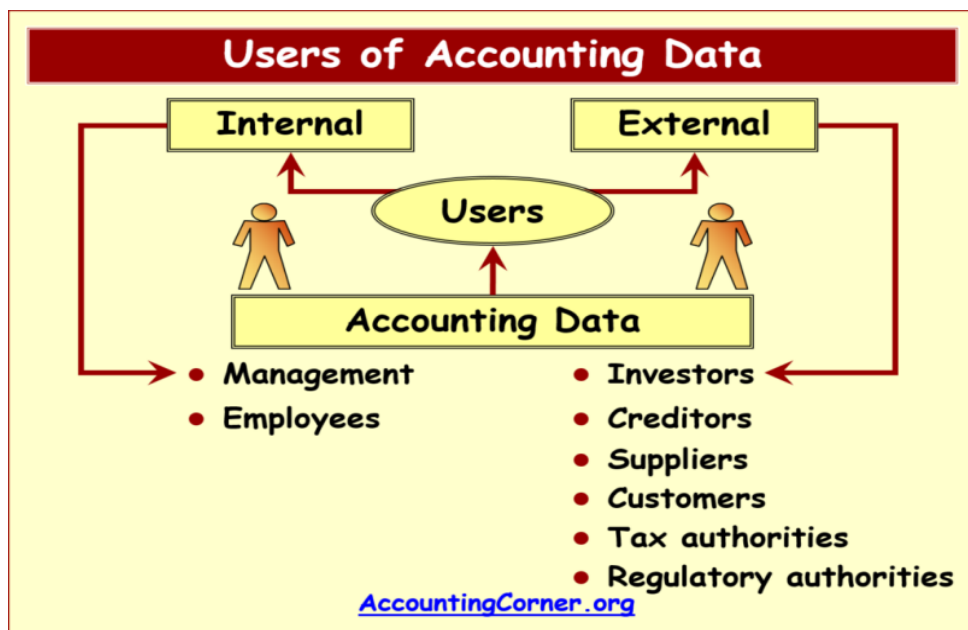 Users of Accounting Data
Internal
External
Users
Accounting Data
Management
Employees
Investors
Creditors
Suppliers
Customers
Tax authorities
Regulatory authorities
AccountingCorner.org